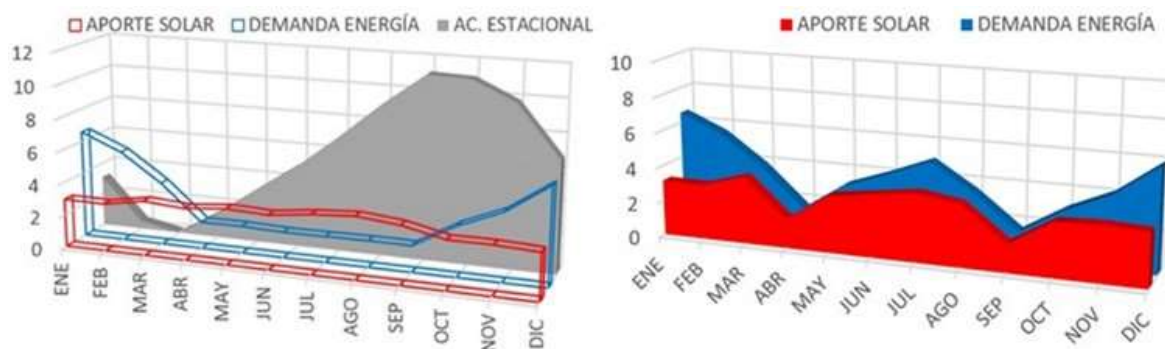 APORTE SOLAR DEMANDA ENERGÍA AC. ESTACIONAL
12
10
8
6
4
2
0
ENE
FEB
MAR
ABR
MAY
JUN
JUL
AGO
SEP
OCT
NOV
DIC
APORTE SOLAR DEMANDA ENERGÍA
10
8
6
4
2
0
ENE
FEB
MAR
ABR
MAY
JUN
JUL
AGO
SEP
OCT
NOV
DIC